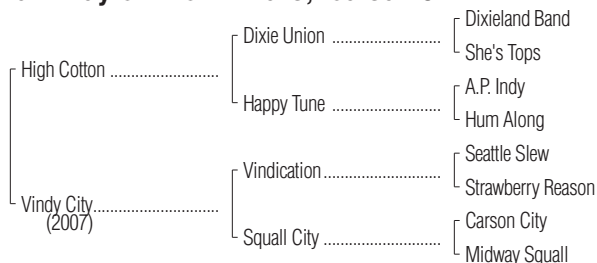 High Cotton ..............................
Vindy City..................................
(2007)
Dixie Union ..............................
Happy Tune ..............................
Vindication................................
Squall City ................................
Dixieland Band
She's Tops
A.P. Indy
Hum Along
Seattle Slew
Strawberry Reason
Carson City
Midway Squall